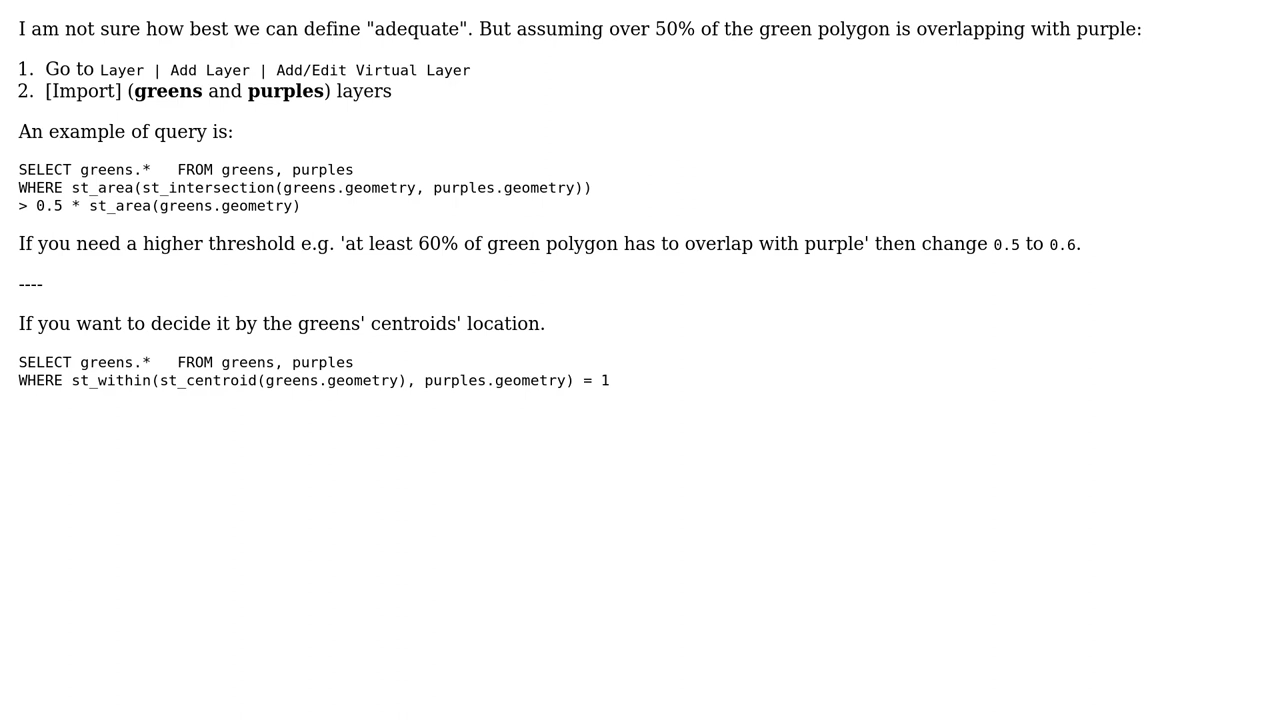 I am not sure how best we can define "adequate". But assuming over 50% of the green polygon is overlapping with purple:
1. Go to Layer | Add Layer | Add/Edit Virtual Layer
2. [Import] (greens and purples) layers
An example of query is:
SELECT greens.*   FROM greens, purples
WHERE st_area(st_intersection(greens.geometry, purples.geometry))
> 0.5 * st_area(greens.geometry)
If you need a higher threshold e.g. 'at least 60% of green polygon has to overlap with purple' then change 0.5 to 0.6.
----
If you want to decide it by the greens' centroids' location.
SELECT greens.*   FROM greens, purples
WHERE st_within(st_centroid(greens.geometry), purples.geometry) = 1